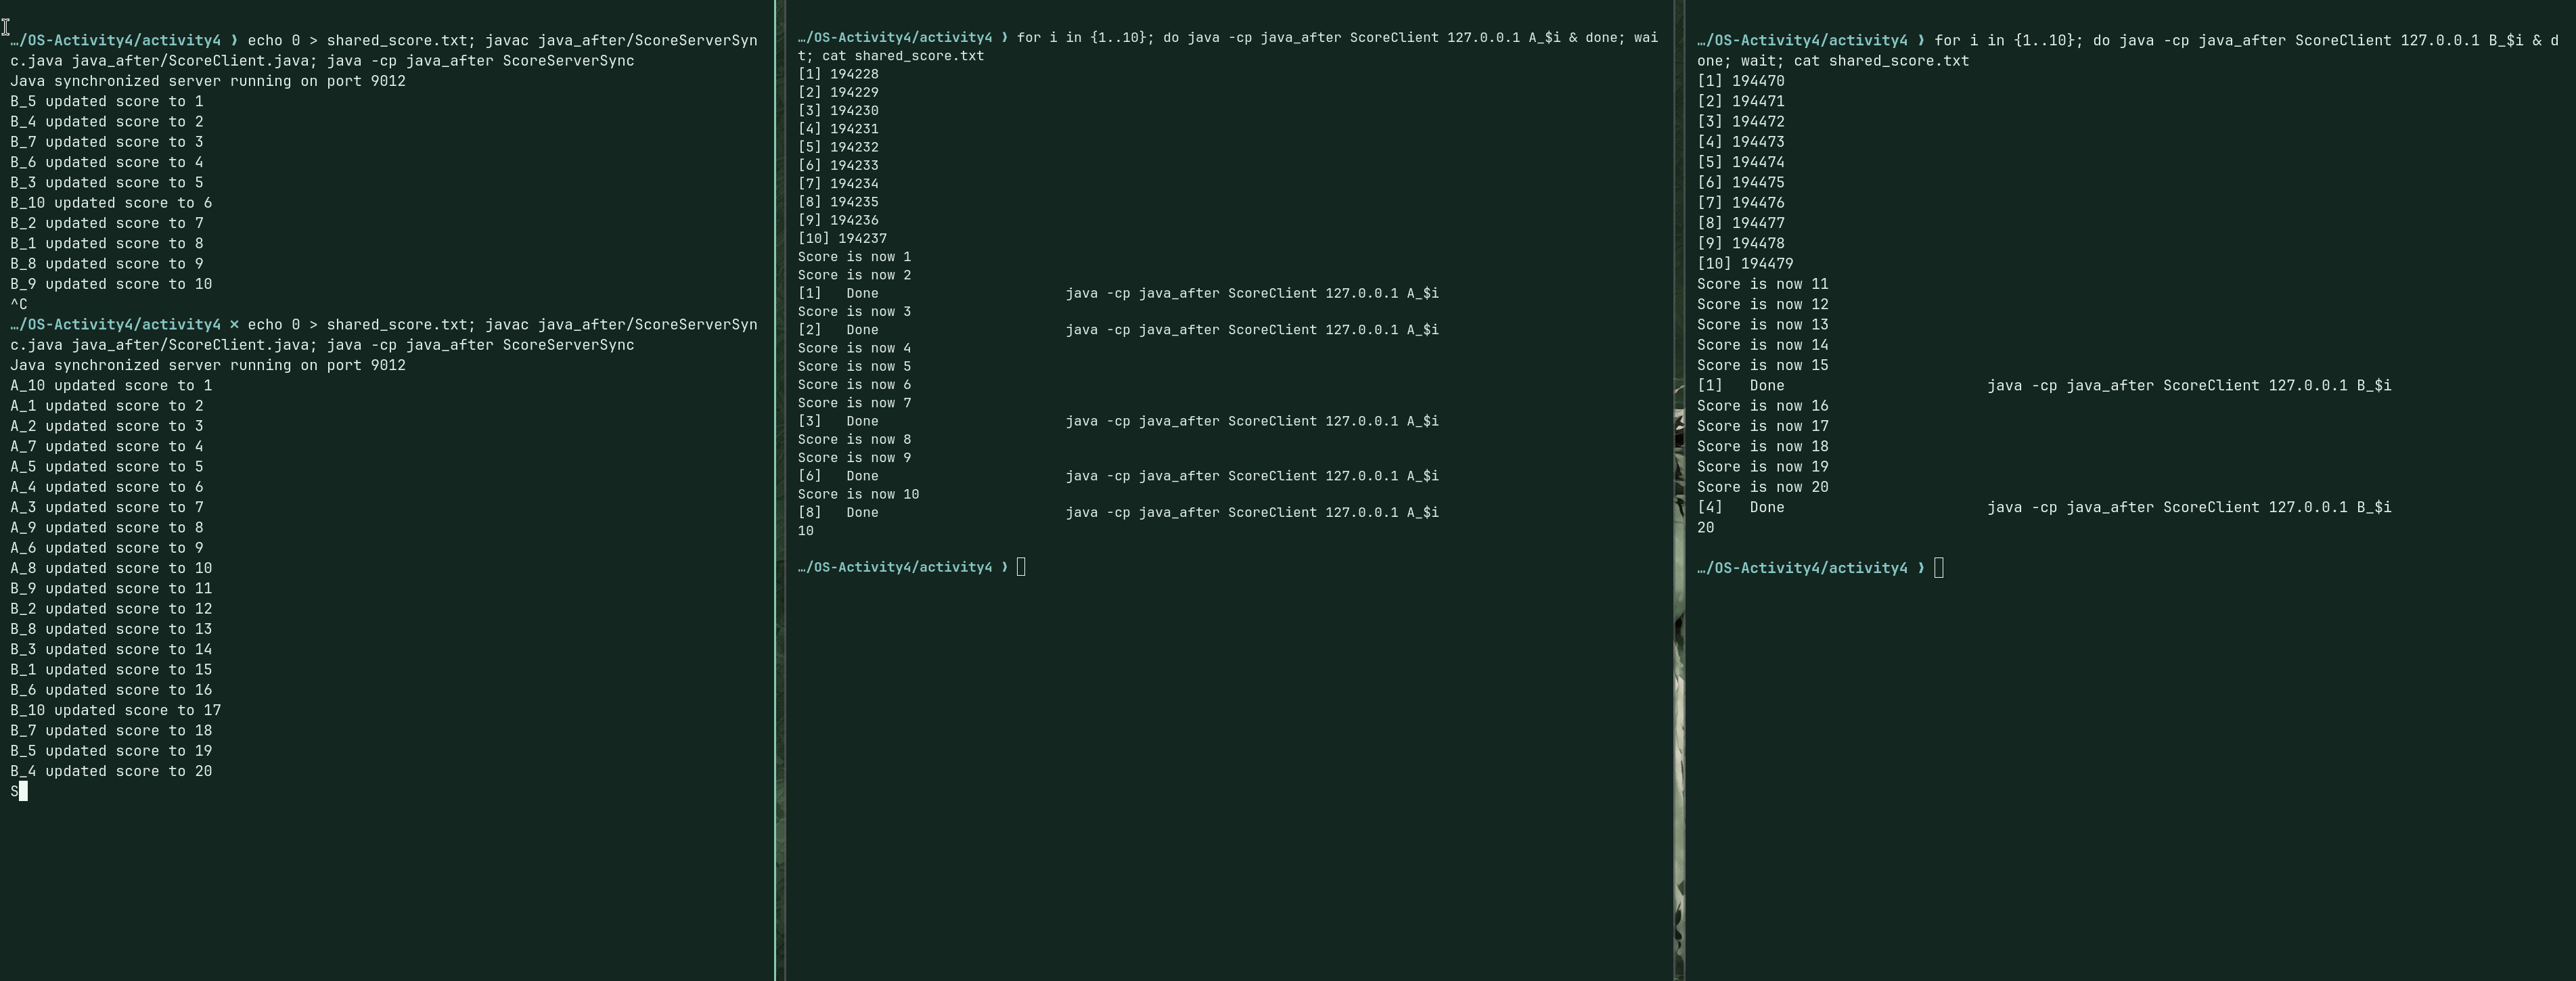 …/OS-Activity4/activity4 ❯ echo 0 > shared_score.txt; javac java_after/ScoreServerSyn
c.java java_after/ScoreClient.java; java -cp java_after ScoreServerSync
Java synchronized server running on port 9012
B_5 updated score to 1
B_4 updated score to 2
B_7 updated score to 3
B_6 updated score to 4
B_3 updated score to 5
B_10 updated score to 6
B_2 updated score to 7
B_1 updated score to 8
B_8 updated score to 9
B_9 updated score to 10
^C
…/OS-Activity4/activity4 × echo 0 > shared_score.txt; javac java_after/ScoreServerSyn
c.java java_after/ScoreClient.java; java -cp java_after ScoreServerSync
Java synchronized server running on port 9012
A_10 updated score to 1
A_1 updated score to 2
A_2 updated score to 3
A_7 updated score to 4
A_5 updated score to 5
A_4 updated score to 6
A_3 updated score to 7
A_9 updated score to 8
A_6 updated score to 9
A_8 updated score to 10
B_9 updated score to 11
B_2 updated score to 12
B_8 updated score to 13
B_3 updated score to 14
B_1 updated score to 15
B_6 updated score to 16
B_10 updated score to 17
B_7 updated score to 18
B_5 updated score to 19
B_4 updated score to 20
S
…/OS-Activity4/activity4 ❯ for i in {1..10}; do java -cp java_after ScoreClient 127.0.0.1 A_$i & done; wai
t; cat shared_score.txt
[1] 194228
[2] 194229
[3] 194230
[4] 194231
[5] 194232
[6] 194233
[7] 194234
[8] 194235
[9] 194236
[10] 194237
Score is now 1
Score is now 2
[1]   Done                       java -cp java_after ScoreClient 127.0.0.1 A_$i
Score is now 3
[2]   Done                       java -cp java_after ScoreClient 127.0.0.1 A_$i
Score is now 4
Score is now 5
Score is now 6
Score is now 7
[3]   Done                       java -cp java_after ScoreClient 127.0.0.1 A_$i
Score is now 8
Score is now 9
[6]   Done                       java -cp java_after ScoreClient 127.0.0.1 A_$i
Score is now 10
[8]   Done                       java -cp java_after ScoreClient 127.0.0.1 A_$i
10
…/OS-Activity4/activity4 ❯
…/OS-Activity4/activity4 ❯ for i in {1..10}; do java -cp java_after ScoreClient 127.0.0.1 B_$i & d
one; wait; cat shared_score.txt
[1] 194470
[2] 194471
[3] 194472
[4] 194473
[5] 194474
[6] 194475
[7] 194476
[8] 194477
[9] 194478
[10] 194479
Score is now 11
Score is now 12
Score is now 13
Score is now 14
Score is now 15
[1]   Done                       java -cp java_after ScoreClient 127.0.0.1 B_$i
Score is now 16
Score is now 17
Score is now 18
Score is now 19
Score is now 20
[4]   Done                       java -cp java_after ScoreClient 127.0.0.1 B_$i
20
…/OS-Activity4/activity4 ❯